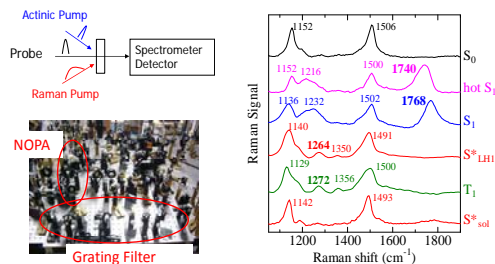 Actinic Pump
Probe
Spectrometer
Detector
Raman Pump
NOPA
Grating Filter
Raman Signal
1152
1506
S0
1152
1216
1500
1740
hot S1
1136
1232
1502
1768
S1
1140
1264
1350
1491
S*LH1
1129
1272
1356
1500
T1
1142
1493
S*sol
1200 1400 1600 1800
Raman shift (cm-1)